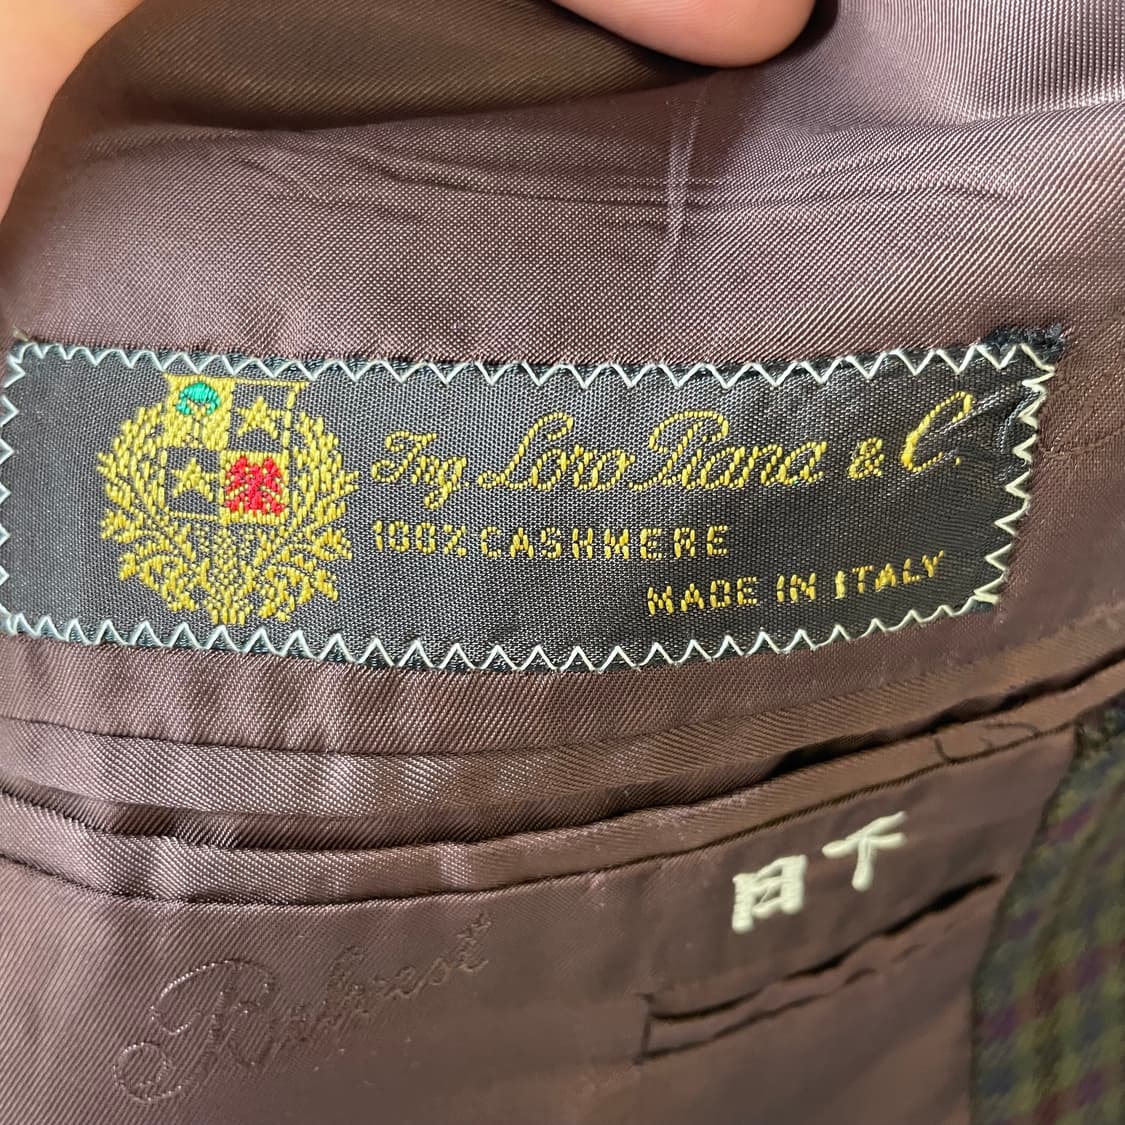 Ing Loro Piana & C.
100% CASHMERE
MADE IN ITALY
日下